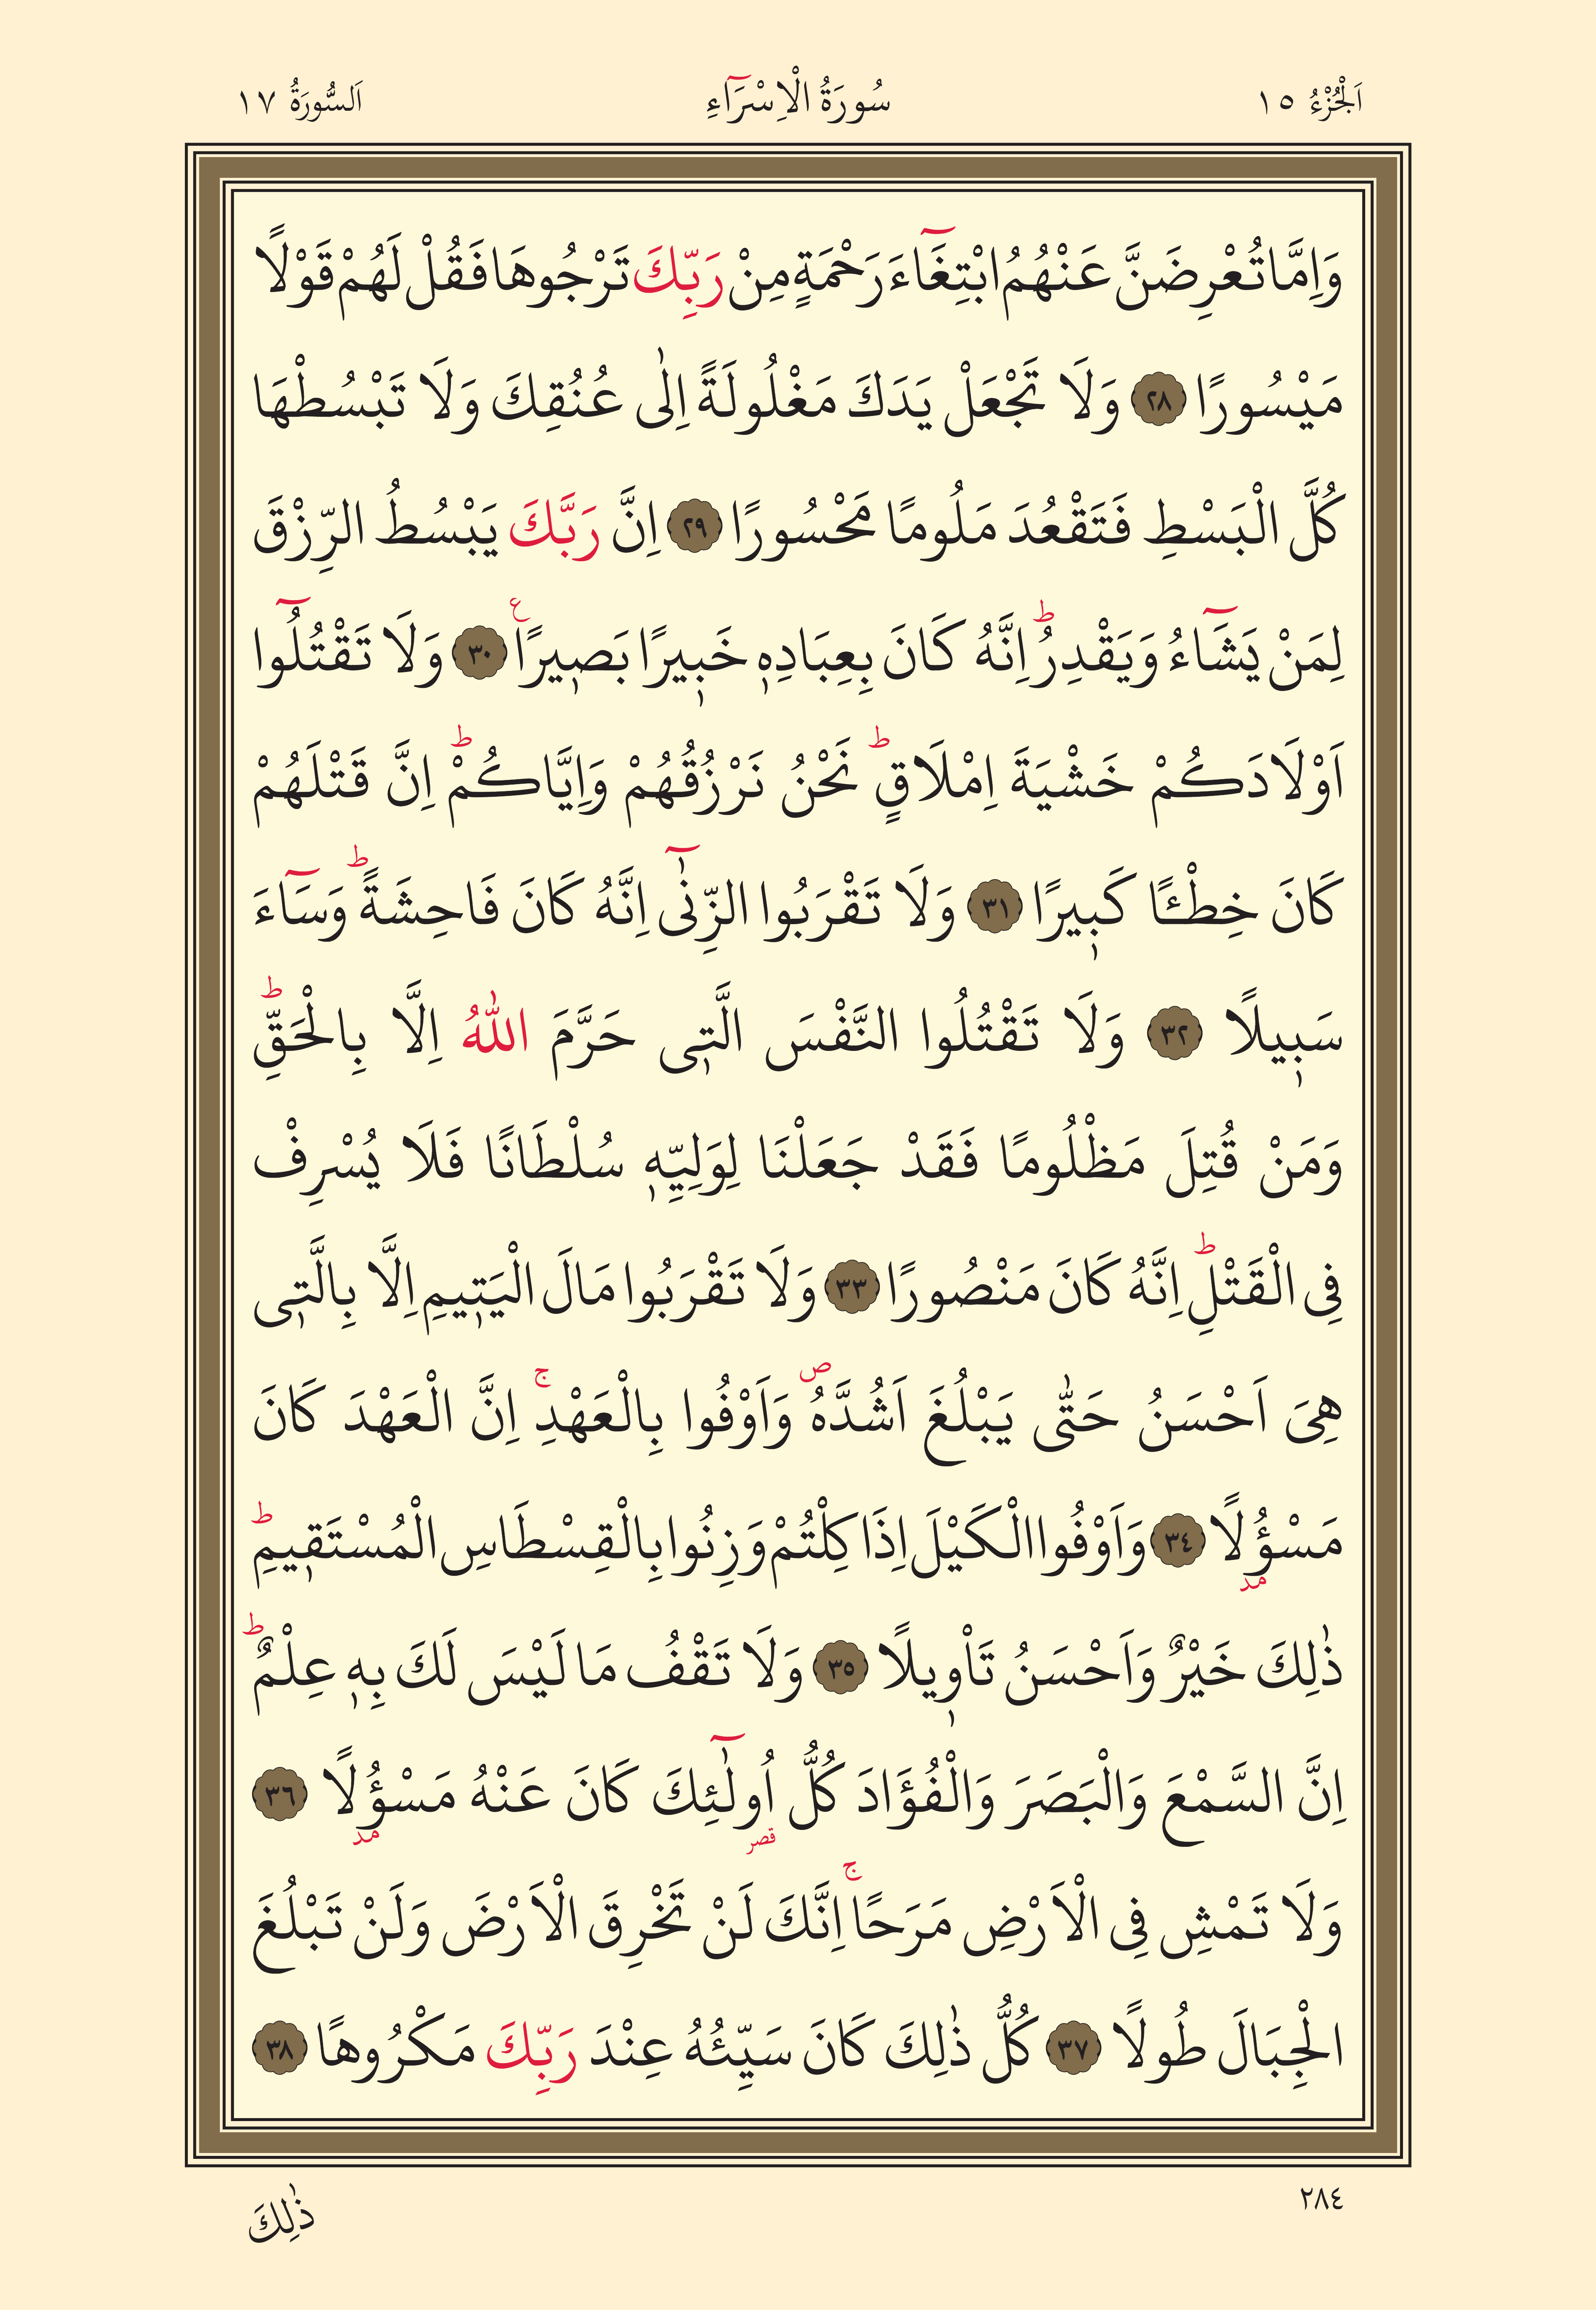 اَلْجُزْءُ ١٥
سُورَةُ الْاِسْرَٓاءِ
اَلسُّورَةُ ١٧
وَاِمَّا تُعْرِضَنَّ عَنْهُمُ ابْتِغَٓاءَ رَحْمَةٍ مِنْ رَبِّكَ تَرْجُوهَا فَقُلْ لَهُمْ قَوْلًا
مَيْسُورًا ٢٨ وَلَا تَجْعَلْ يَدَكَ مَغْلُولَةً اِلٰى عُنُقِكَ وَلَا تَبْسُطْهَا
كُلَّ الْبَسْطِ فَتَقْعُدَ مَلُومًا مَحْسُورًا ٢٩ اِنَّ رَبَّكَ يَبْسُطُ الرِّزْقَ
لِمَنْ يَشَٓاءُ وَيَقْدِرُ ط اِنَّهُ كَانَ بِعِبَادِهٖ خَبٖيرًا بَصٖيرًا ع ٣٠ وَلَا تَقْتُلُٓوا
اَوْلَادَكُمْ خَشْيَةَ اِمْلَاقٍ ط نَحْنُ نَرْزُقُهُمْ وَاِيَّاكُمْ ط اِنَّ قَتْلَهُمْ
كَانَ خِطْـًٔا كَبٖيرًا ٣١ وَلَا تَقْرَبُوا الزِّنٰٓى اِنَّهُ كَانَ فَاحِشَةً ط وَسَٓاءَ
سَبٖيلًا ٣٢ وَلَا تَقْتُلُوا النَّفْسَ الَّتٖى حَرَّمَ اللّٰهُ اِلَّا بِالْحَقِّ ط
وَمَنْ قُتِلَ مَظْلُومًا فَقَدْ جَعَلْنَا لِوَلِيِّهٖ سُلْطَانًا فَلَا يُسْرِفْ
فِى الْقَتْلِ ط اِنَّهُ كَانَ مَنْصُورًا ٣٣ وَلَا تَقْرَبُوا مَالَ الْيَتٖيمِ اِلَّا بِالَّتٖى
هِىَ اَحْسَنُ حَتّٰى يَبْلُغَ اَشُدَّهُ ص وَاَوْفُوا بِالْعَهْدِ ج اِنَّ الْعَهْدَ كَانَ
مَسْؤُلًا مد ٣٤ وَاَوْفُوا الْكَيْلَ اِذَا كِلْتُمْ وَزِنُوا بِالْقِسْطَاسِ الْمُسْتَقٖيمِ ط
ذٰلِكَ خَيْرٌ وَاَحْسَنُ تَاْوٖيلًا ٣٥ وَلَا تَقْفُ مَا لَيْسَ لَكَ بِهٖ عِلْمٌ ط
اِنَّ السَّمْعَ وَالْبَصَرَ وَالْفُؤَادَ كُلُّ اُولٰٓئِكَ قصر كَانَ عَنْهُ مَسْؤُلًا مد ٣٦
وَلَا تَمْشِ فِى الْاَرْضِ مَرَحًا ج اِنَّكَ لَنْ تَخْرِقَ الْاَرْضَ وَلَنْ تَبْلُغَ
الْجِبَالَ طُولًا ٣٧ كُلُّ ذٰلِكَ كَانَ سَيِّئُهُ عِنْدَ رَبِّكَ مَكْرُوهًا ٣٨
٢٨٤
ذٰلِكَ